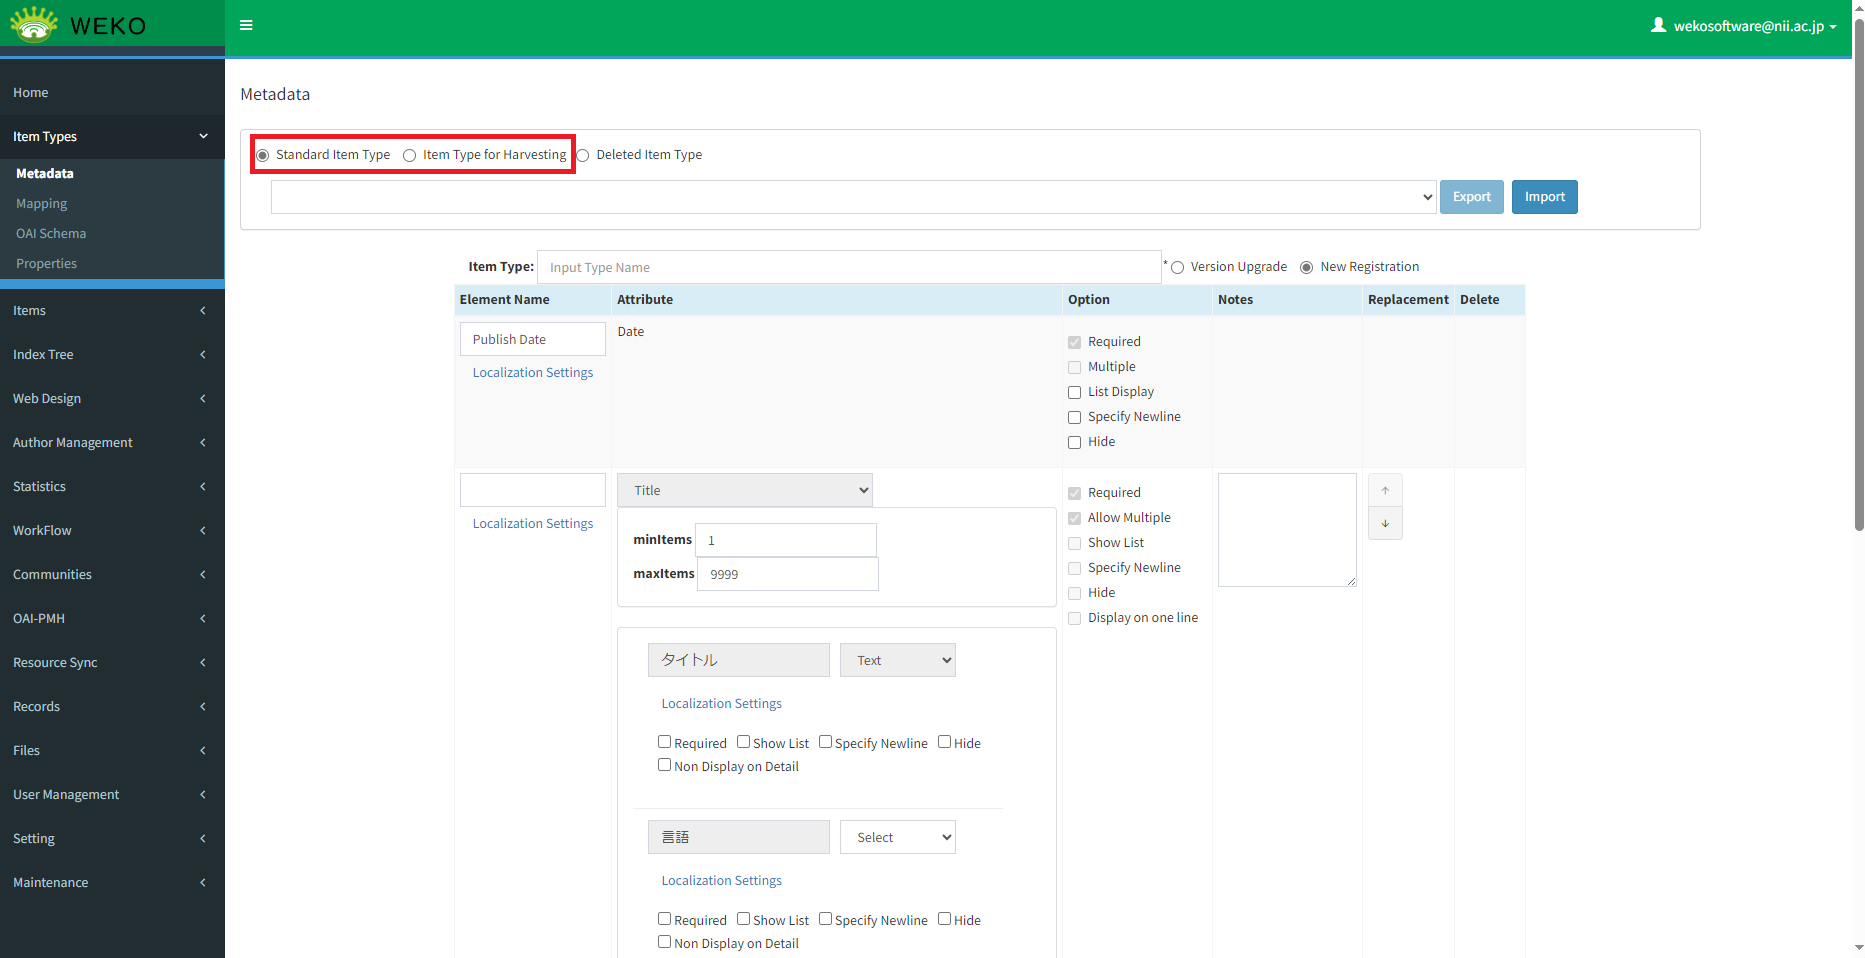 WEKO
wekosoftware@nii.ac.jp
Home
Item Types
Metadata
Mapping
OAI Schema
Properties
Items
Index Tree
Web Design
Author Management
Statistics
WorkFlow
Communities
OAI-PMH
Resource Sync
Records
Files
User Management
Setting
Maintenance
Metadata
Standard Item Type Item Type for Harvesting Deleted Item Type
Export Import
Item Type: Input Type Name * Version Upgrade New Registration
Element Name Attribute Option Notes Replacement Delete
Publish Date
Localization Settings
Date
Required
Multiple
List Display
Specify Newline
Hide
Localization Settings
Title
minItems 1
maxItems 9999
Required
Allow Multiple
Show List
Specify Newline
Hide
Display on one line
タイトル Text
Localization Settings
Required Show List Specify Newline Hide
Non Display on Detail
言語 Select
Localization Settings
Required Show List Specify Newline Hide
Non Display on Detail